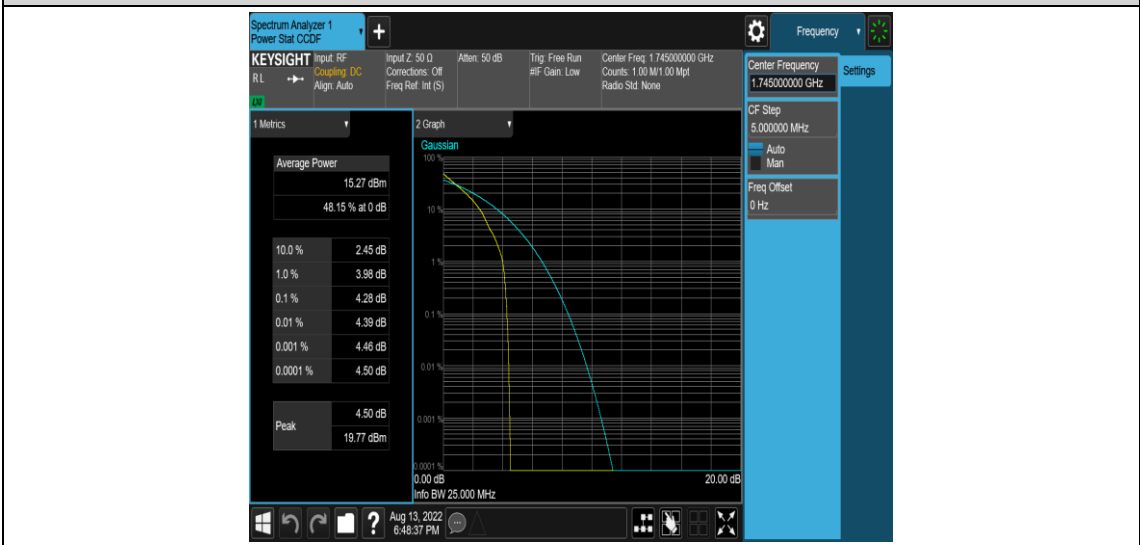 Spectrum Analyzer 1
Power Stat CCDF
+
Frequency
KEYSIGHT
RL
LXI
Input: RF
Coupling: DC
Align: Auto
Input Z: 50 Ω
Corrections: Off
Freq Ref: Int (S)
Atten: 50 dB
Trig: Free Run
#IF Gain: Low
Center Freq: 1.745000000 GHz
Counts: 1.00 M/1.00 Mpt
Radio Std: None
Center Frequency
1.745000000 GHz
Settings
CF Step
5.000000 MHz
Auto
Man
Freq Offset
0 Hz
1 Metrics
Average Power
15.27 dBm
48.15 % at 0 dB
10.0 % 2.45 dB
1.0 % 3.98 dB
0.1 % 4.28 dB
0.01 % 4.39 dB
0.001 % 4.46 dB
0.0001 % 4.50 dB
Peak
4.50 dB
19.77 dBm
2 Graph
Gaussian
100 %
10 %
1 %
0.1 %
0.01 %
0.001 %
0.0001 %
0.00 dB 20.00 dB
Info BW 25.000 MHz
?
Aug 13, 2022
6:48:37 PM